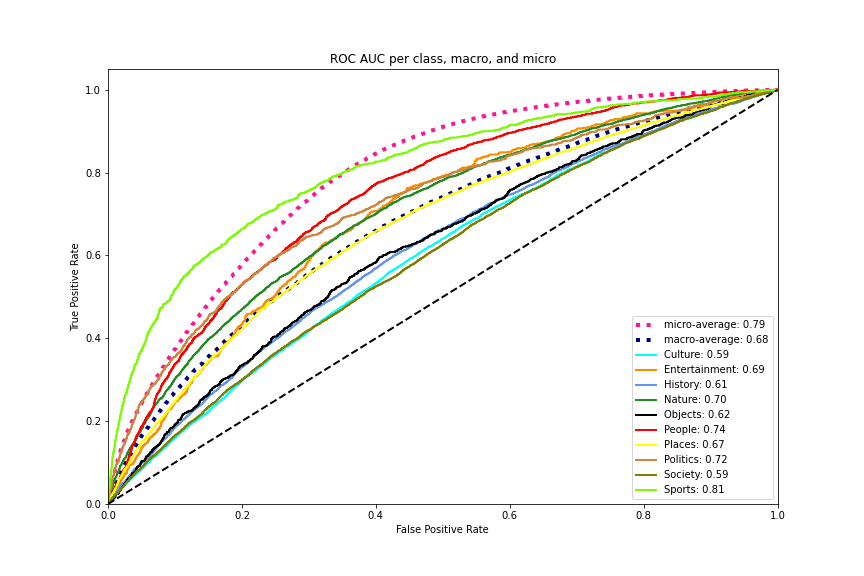 ROC AUC per class, macro, and micro
True Positive Rate
1.0
0.8
0.6
0.4
0.2
0.0
micro-average: 0.79
macro-average: 0.68
Culture: 0.59
Entertainment: 0.69
History: 0.61
Nature: 0.70
Objects: 0.62
People: 0.74
Places: 0.67
Politics: 0.72
Society: 0.59
Sports: 0.81
0.0 0.2 0.4 0.6 0.8 1.0
False Positive Rate